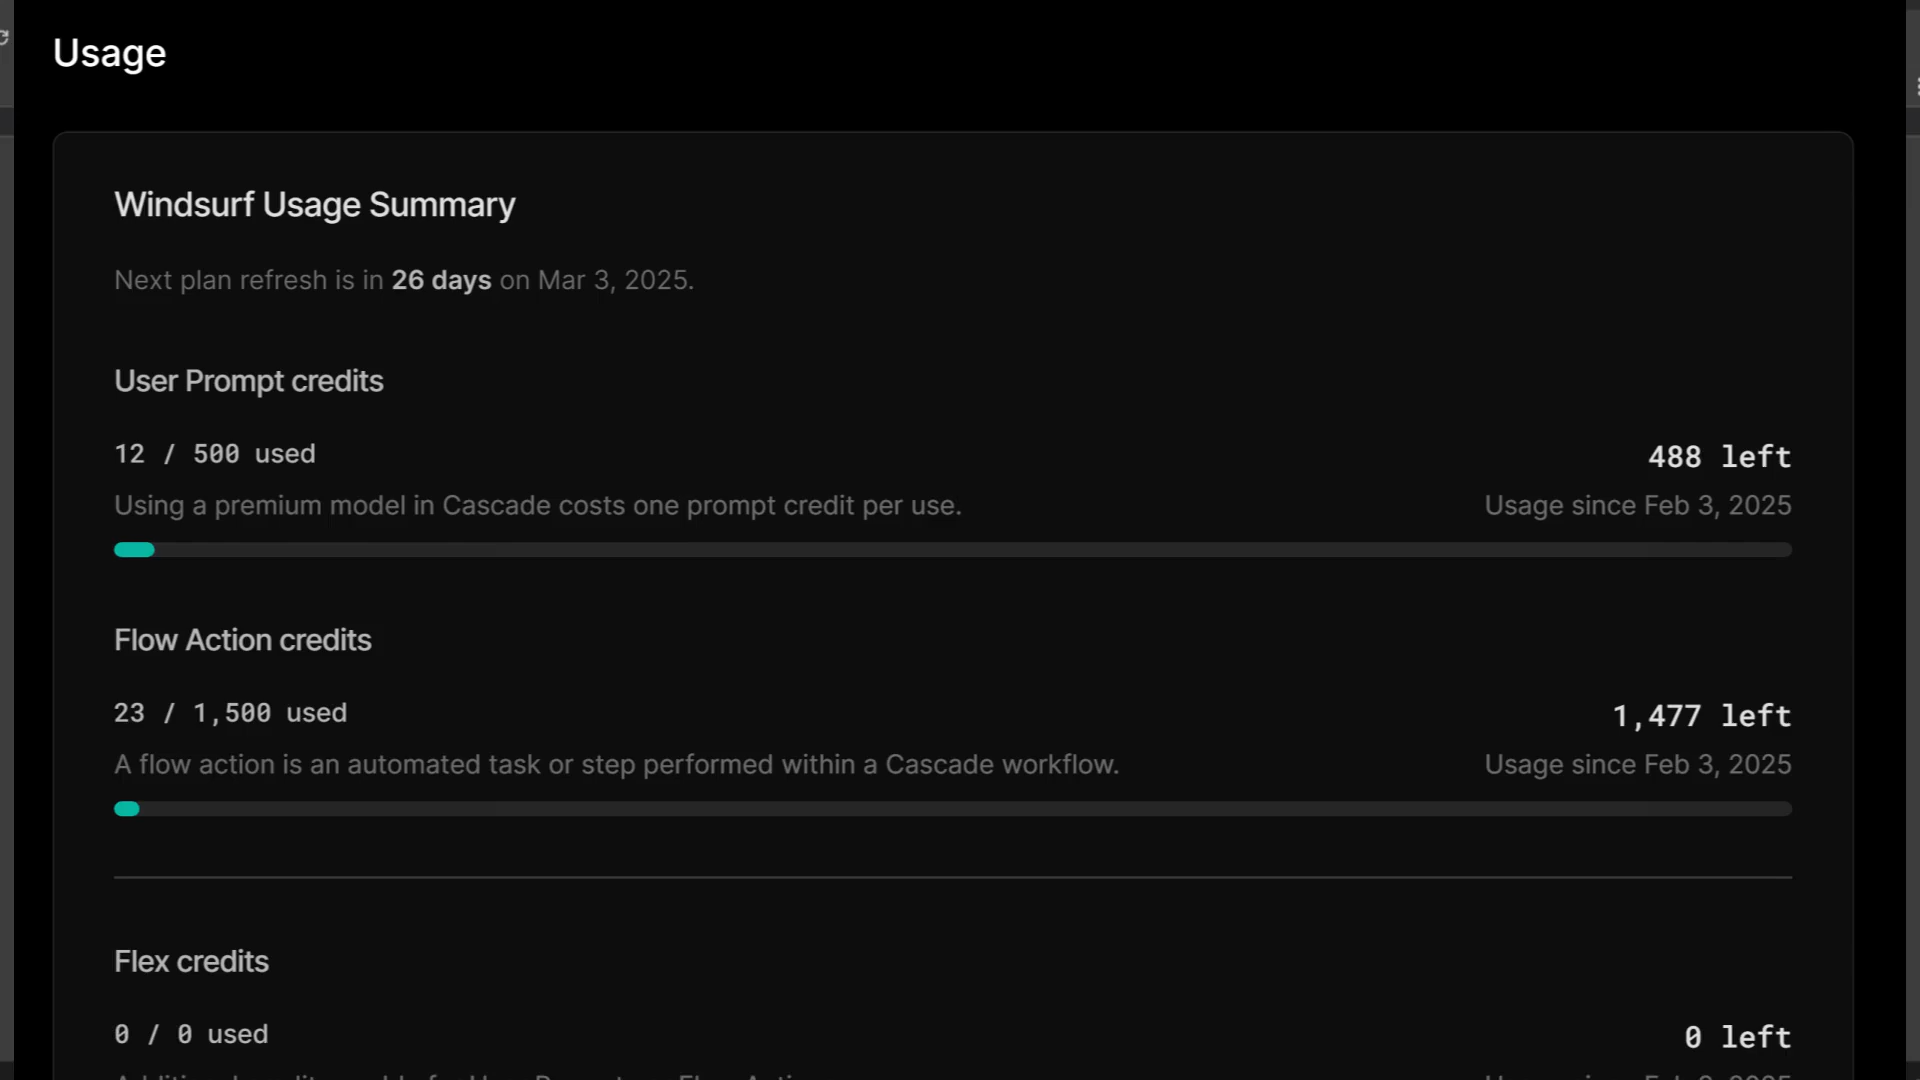 Usage
Windsurf Usage Summary
Next plan refresh is in 26 days on Mar 3, 2025.
User Prompt credits
12 / 500 used
488 left
Using a premium model in Cascade costs one prompt credit per use.
Usage since Feb 3, 2025
Flow Action credits
23 / 1,500 used
1,477 left
A flow action is an automated task or step performed within a Cascade workflow.
Usage since Feb 3, 2025
Flex credits
0 / 0 used
0 left